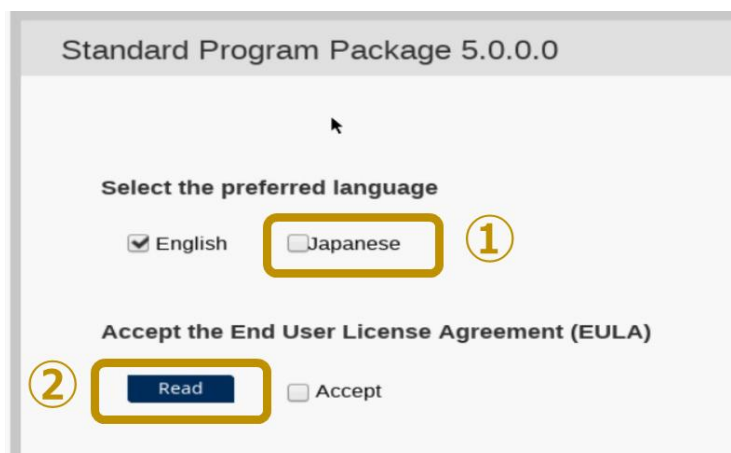 Standard Program Package 5.0.0.0
Select the preferred language
English Japanese ①
Accept the End User License Agreement (EULA)
② Read Accept